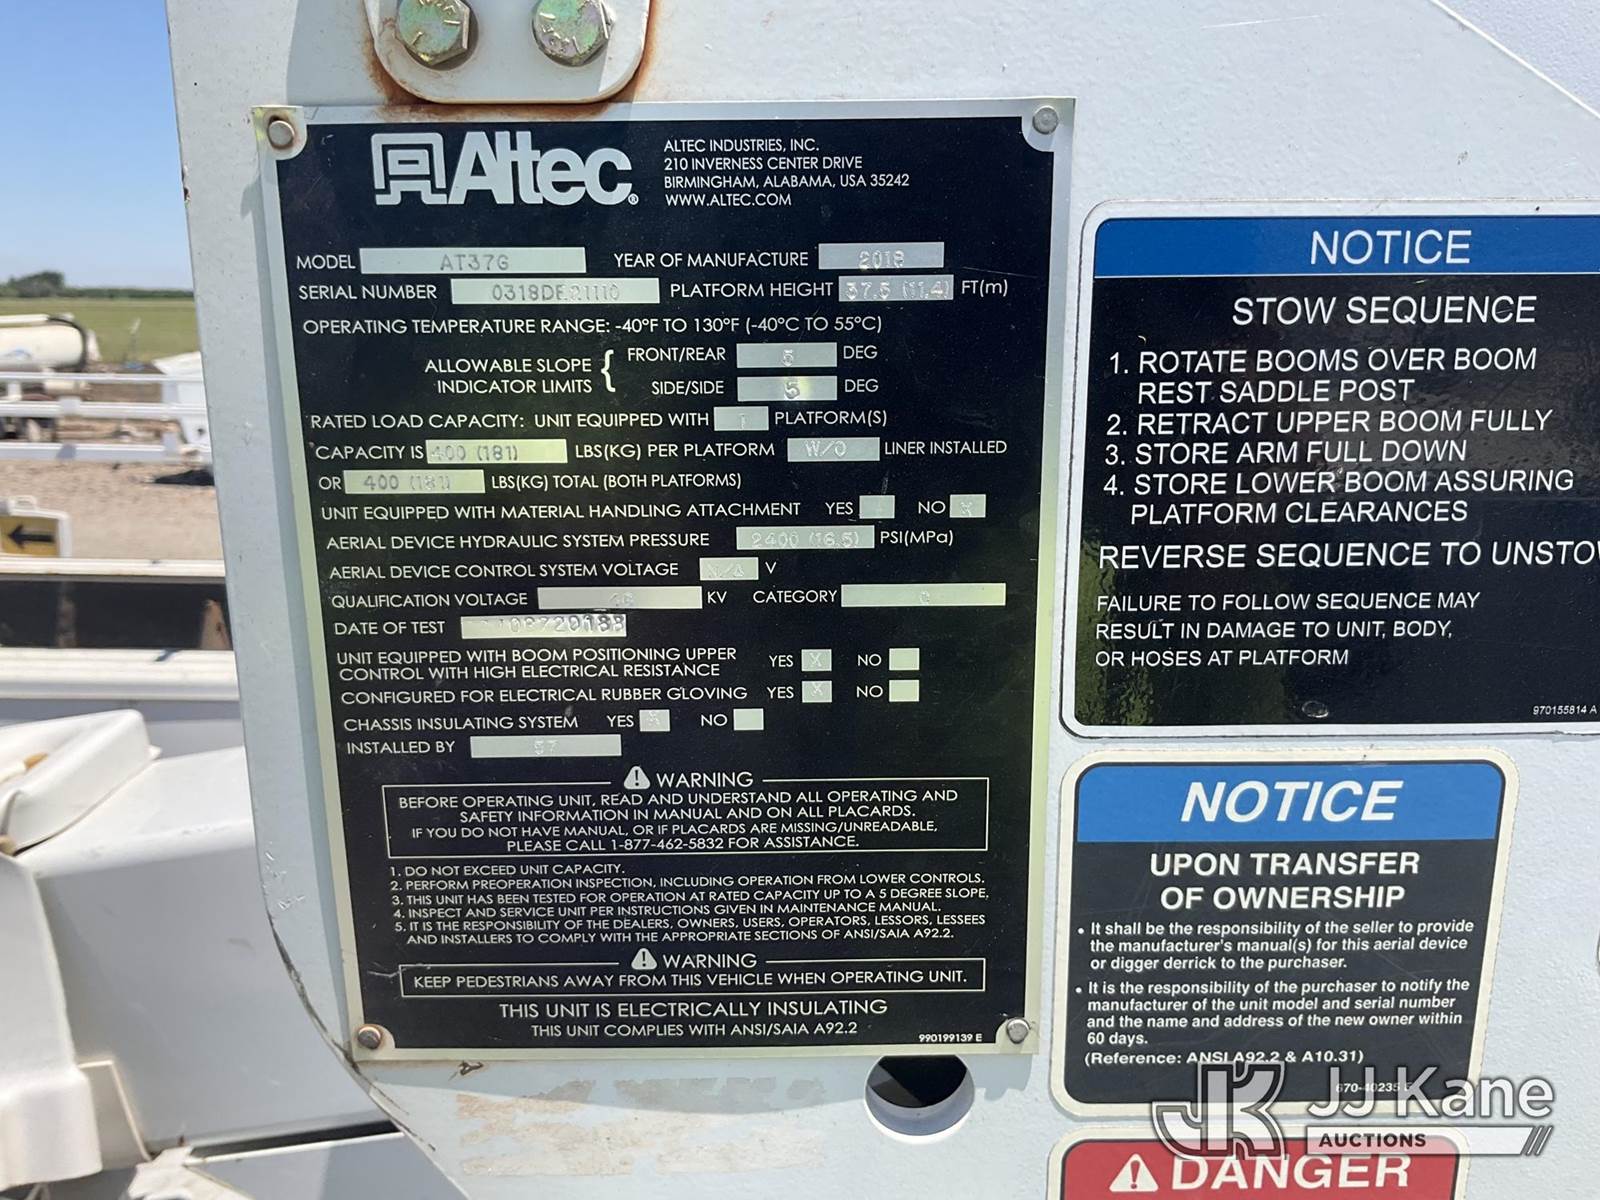 Altec®
ALTEC INDUSTRIES, INC.
210 INVERNESS CENTER DRIVE
BIRMINGHAM, ALABAMA, USA 35242
WWW.ALTEC.COM
MODEL AT37G YEAR OF MANUFACTURE 2018
SERIAL NUMBER PLATFORM HEIGHT 37.5 (11.4) FT(m)
OPERATING TEMPERATURE RANGE: -40°F TO 130°F (-40°C TO 55°C)
ALLOWABLE SLOPE INDICATOR LIMITS { FRONT/REAR 5 DEG
SIDE/SIDE 5 DEG
RATED LOAD CAPACITY: UNIT EQUIPPED WITH 1 PLATFORM(S)
CAPACITY IS 400 (181) LBS(KG) PER PLATFORM W/O LINER INSTALLED
OR 400 (181) LBS(KG) TOTAL (BOTH PLATFORMS)
UNIT EQUIPPED WITH MATERIAL HANDLING ATTACHMENT YES NO X
AERIAL DEVICE HYDRAULIC SYSTEM PRESSURE 2400 (16.5) PSI(MPa)
AERIAL DEVICE CONTROL SYSTEM VOLTAGE N/A V
QUALIFICATION VOLTAGE 46 KV CATEGORY C
DATE OF TEST
UNIT EQUIPPED WITH BOOM POSITIONING UPPER
CONTROL WITH HIGH ELECTRICAL RESISTANCE YES X NO
CONFIGURED FOR ELECTRICAL RUBBER GLOVING YES X NO
CHASSIS INSULATING SYSTEM YES X NO
INSTALLED BY 57
WARNING
BEFORE OPERATING UNIT, READ AND UNDERSTAND ALL OPERATING AND
SAFETY INFORMATION IN MANUAL AND ON ALL PLACARDS.
IF YOU DO NOT HAVE MANUAL, OR IF PLACARDS ARE MISSING/UNREADABLE,
PLEASE CALL 1-877-462-5832 FOR ASSISTANCE.
1. DO NOT EXCEED UNIT CAPACITY.
2. PERFORM PREOPERATION INSPECTION, INCLUDING OPERATION FROM LOWER CONTROLS.
3. THIS UNIT HAS BEEN TESTED FOR OPERATION AT RATED CAPACITY UP TO A 5 DEGREE SLOPE.
4. INSPECT AND SERVICE UNIT PER INSTRUCTIONS GIVEN IN MAINTENANCE MANUAL.
5. IT IS THE RESPONSIBILITY OF THE DEALERS, OWNERS, USERS, OPERATORS, LESSORS, LESSEES
AND INSTALLERS TO COMPLY WITH THE APPROPRIATE SECTIONS OF ANSI/SAIA A92.2.
WARNING
KEEP PEDESTRIANS AWAY FROM THIS VEHICLE WHEN OPERATING UNIT.
THIS UNIT IS ELECTRICALLY INSULATING
THIS UNIT COMPLIES WITH ANSI/SAIA A92.2
990199139 E
NOTICE
STOW SEQUENCE
1. ROTATE BOOMS OVER BOOM
REST SADDLE POST
2. RETRACT UPPER BOOM FULLY
3. STORE ARM FULL DOWN
4. STORE LOWER BOOM ASSURING
PLATFORM CLEARANCES
REVERSE SEQUENCE TO UNSTO
FAILURE TO FOLLOW SEQUENCE MAY
RESULT IN DAMAGE TO UNIT, BODY,
OR HOSES AT PLATFORM
970155814 A
NOTICE
UPON TRANSFER
OF OWNERSHIP
• It shall be the responsibility of the seller to provide
the manufacturer's manual(s) for this aerial device
or digger derrick to the purchaser.
• It is the responsibility of the purchaser to notify the
manufacturer of the unit model and serial number
and the name and address of the new owner within
60 days.
(Reference: ANSI A92.2 & A10.31)
670-40235
DANGER
JK JJ Kane
AUCTIONS